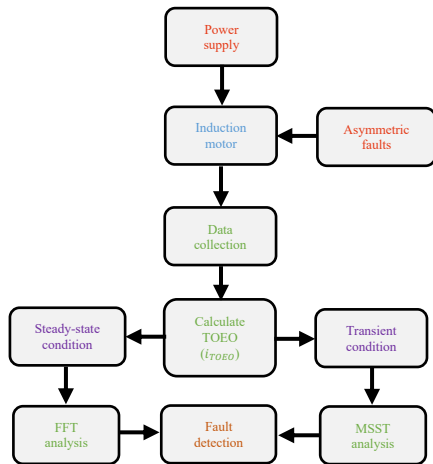 Power
supply
Induction
motor
Asymmetric
faults
Data
collection
Calculate
TOEO
(i_TOEO)
Steady-state
condition
Transient
condition
FFT
analysis
Fault
detection
MSST
analysis